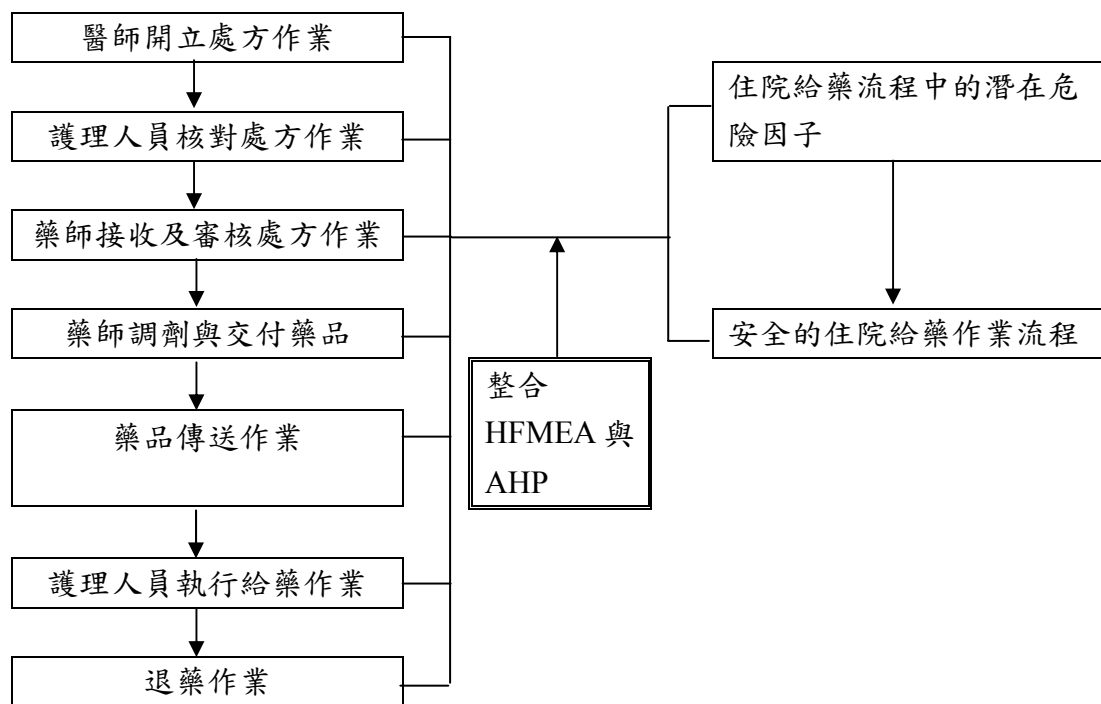 醫師開立處方作業
護理人員核對處方作業
藥師接收及審核處方作業
藥師調劑與交付藥品
藥品傳送作業
護理人員執行給藥作業
退藥作業
整合
HFMEA 與
AHP
住院給藥流程中的潛在危
險因子
安全的住院給藥作業流程